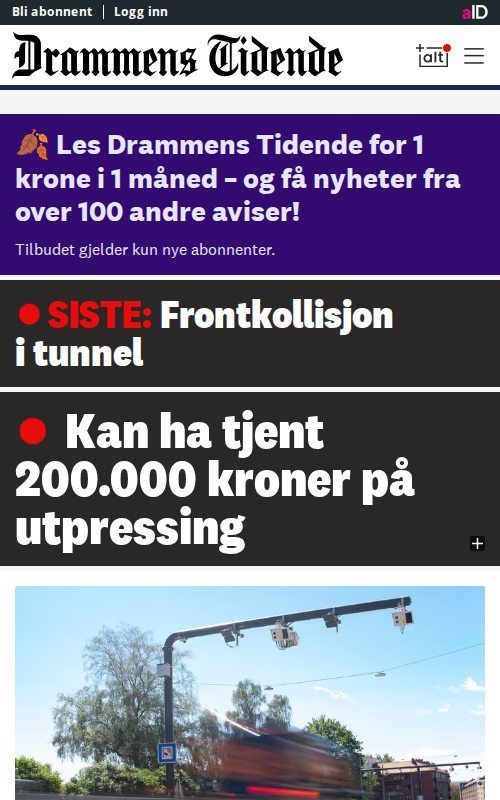 Bli abonnent | Logg inn
aID
Drammens Tidende
+alt
🍂 Les Drammens Tidende for 1
krone i 1 måned – og få nyheter fra
over 100 andre aviser!
Tilbudet gjelder kun nye abonnenter.
SISTE: Frontkollisjon
i tunnel
Kan ha tjent
200.000 kroner på
utpressing
+